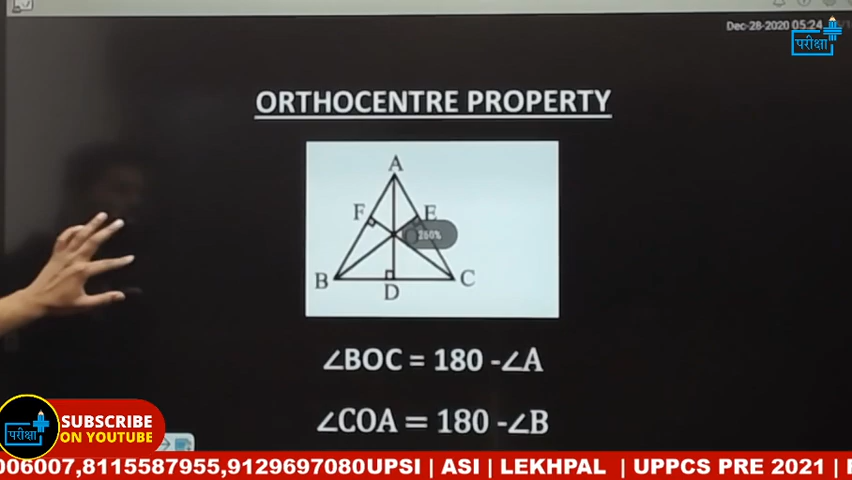 Dec-28-2020 05:24
परीक्षा
ORTHOCENTRE PROPERTY
A
F
E
260%
B
C
D
∠BOC = 180 -∠A
∠COA = 180 -∠B
परीक्षा
SUBSCRIBE
ON YOUTUBE
006007,8115587955,9129697080UPSI | ASI | LEKHPAL | UPPCS PRE 2021 |